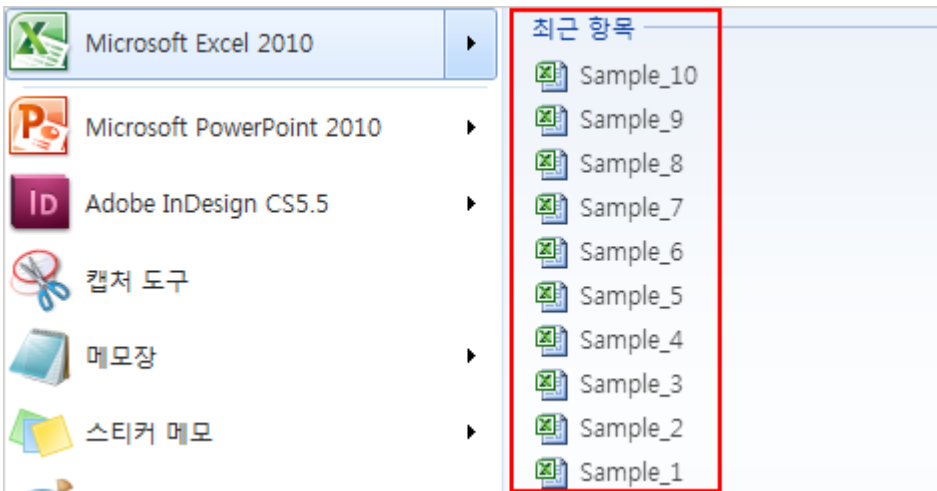 Microsoft Excel 2010
Microsoft PowerPoint 2010
ID
Adobe InDesign CS5.5
캡처 도구
메모장
스티커 메모
최근 항목
Sample_10
Sample_9
Sample_8
Sample_7
Sample_6
Sample_5
Sample_4
Sample_3
Sample_2
Sample_1